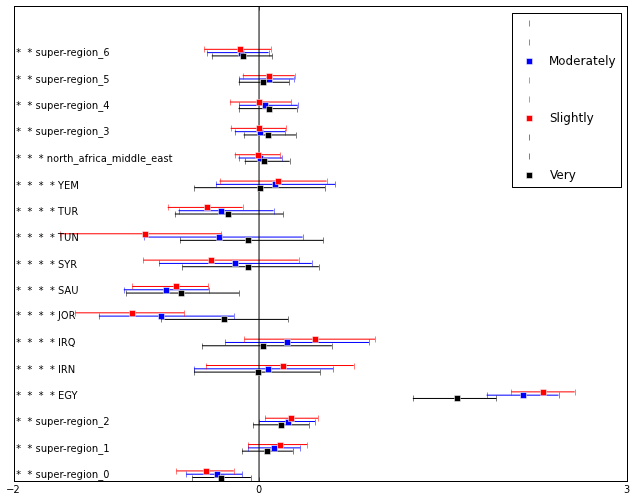 * * super-region_6
* * super-region_5
* * super-region_4
* * super-region_3
* * * north_africa_middle_east
* * * * YEM
* * * * TUR
* * * * TUN
* * * * SYR
* * * * SAU
* * * * JOR
* * * * IRQ
* * * * IRN
* * * * EGY
* * super-region_2
* * super-region_1
* * super-region_0
Moderately
Slightly
Very
-2 0 3